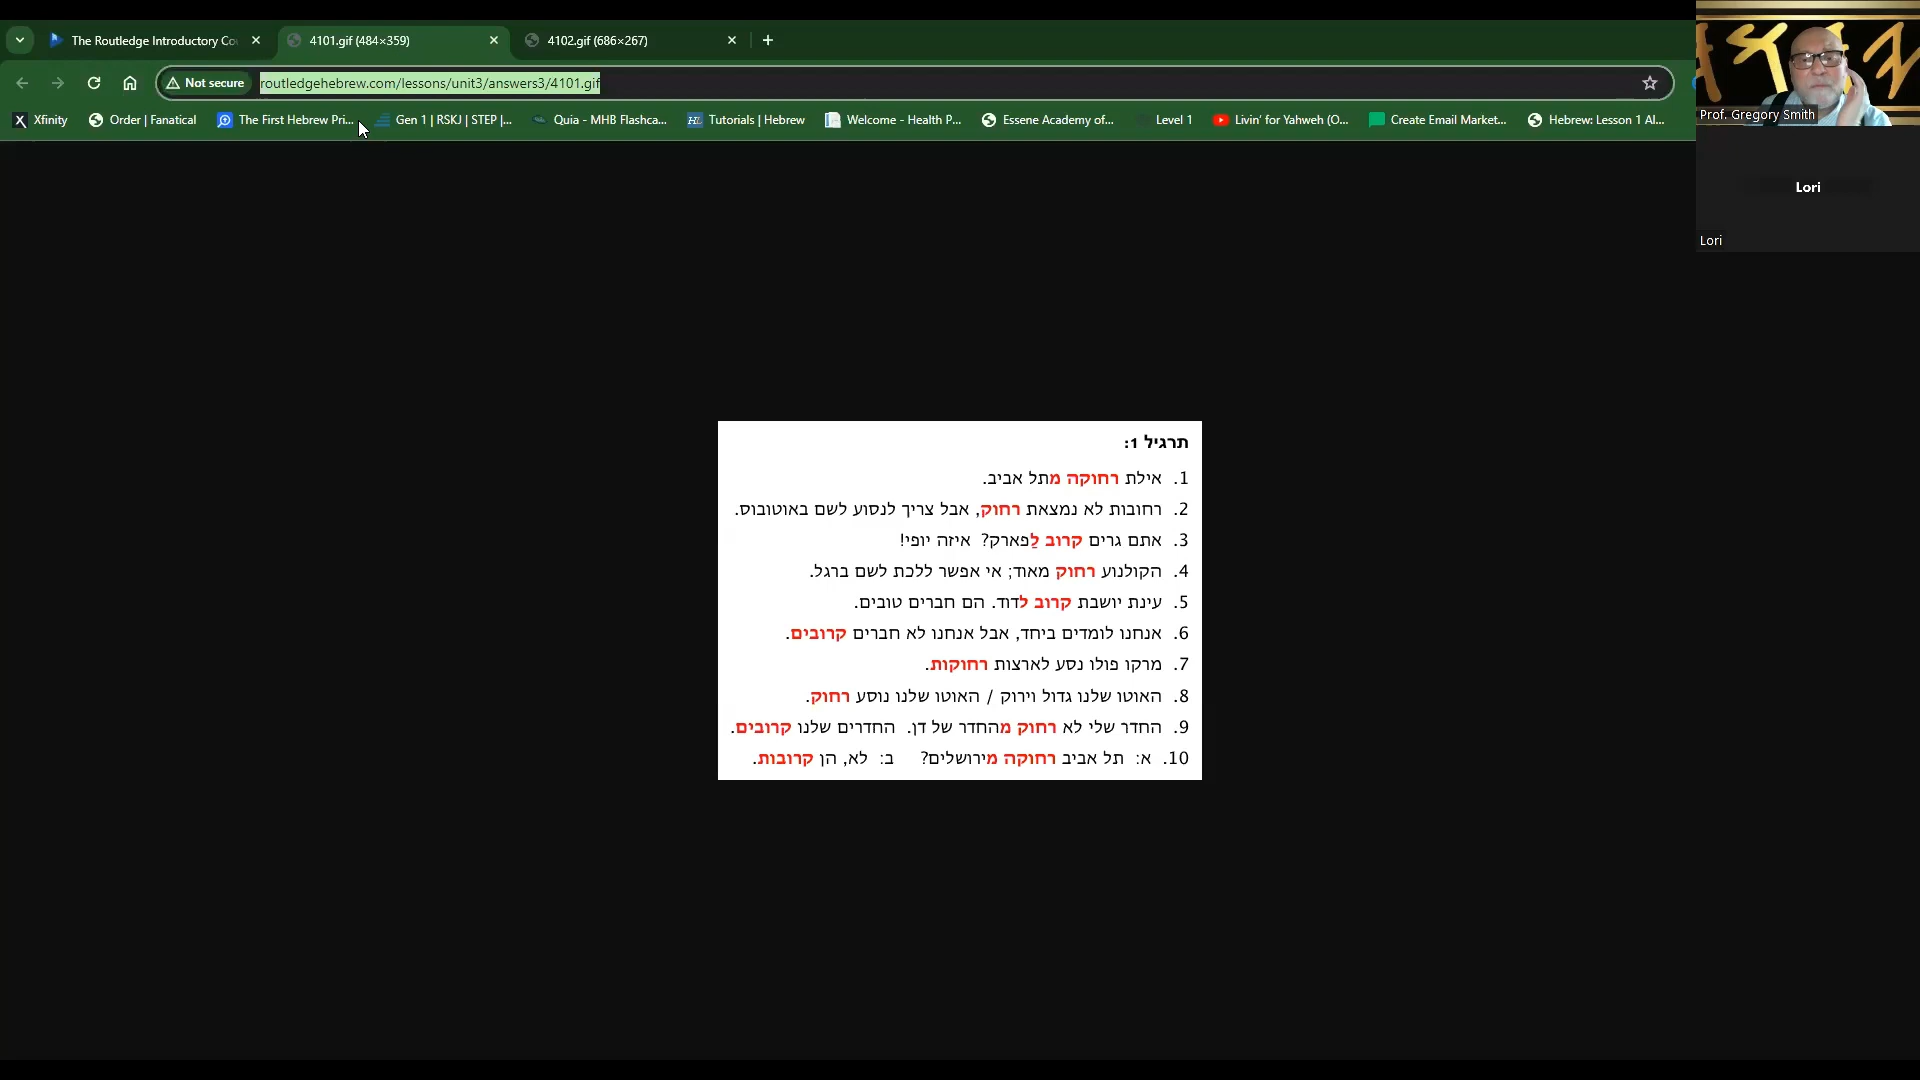 The Routledge Introductory Co
4101.gif (484×359)
4102.gif (686×267)
Not secure
routledgehebrew.com/lessons/unit3/answers3/4101.gif
Xfinity
Order | Fanatical
The First Hebrew Pri...
Gen 1 | RSKJ | STEP |...
Quia - MHB Flashca...
Tutorials | Hebrew
Welcome - Health P...
Essene Academy of...
Level 1
Livin' for Yahweh (O...
Create Email Market...
Hebrew: Lesson 1 Al...
Prof. Gregory Smith
Lori
Lori
תרגיל 1:
1. אילת רחוקה מתל אביב.
2. רחובות לא נמצאת רחוק, אבל צריך לנסוע לשם באוטובוס.
3. אתם גרים קרוב לַפארק? איזה יופי!
4. הקולנוע רחוק מאוד; אי אפשר ללכת לשם ברגל.
5. עינת יושבת קרוב לדוד. הם חברים טובים.
6. אנחנו לומדים ביחד, אבל אנחנו לא חברים קרובים.
7. מרקו פולו נסע לארצות רחוקות.
8. האוטו שלנו גדול וירוק / האוטו שלנו נוסע רחוק.
9. החדר שלי לא רחוק מהחדר של דן. החדרים שלנו קרובים.
10. א: תל אביב רחוקה מירושלים? ב: לא, הן קרובות.